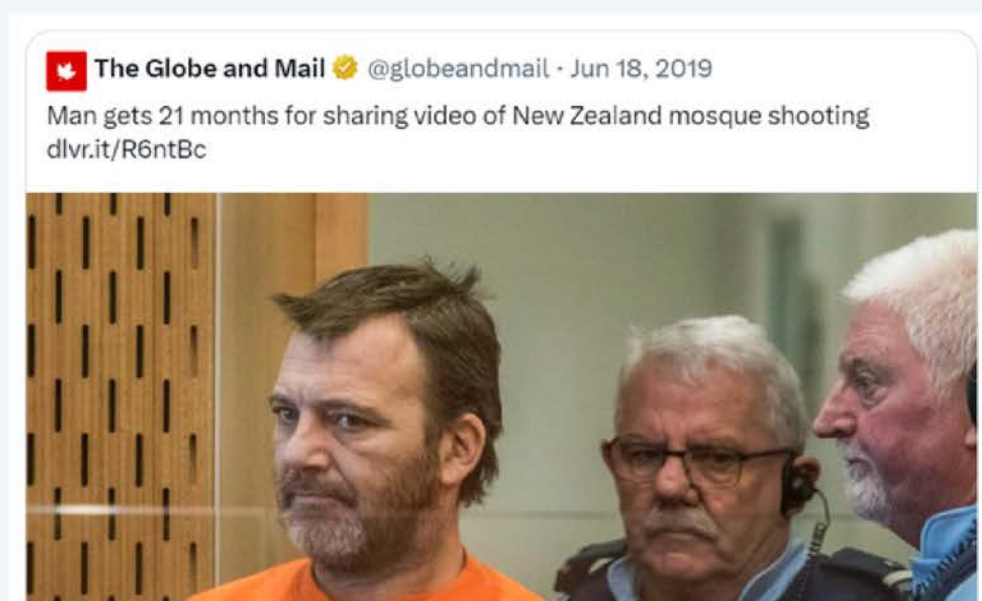 The Globe and Mail @globeandmail · Jun 18, 2019
Man gets 21 months for sharing video of New Zealand mosque shooting
dlvr.it/R6ntBc